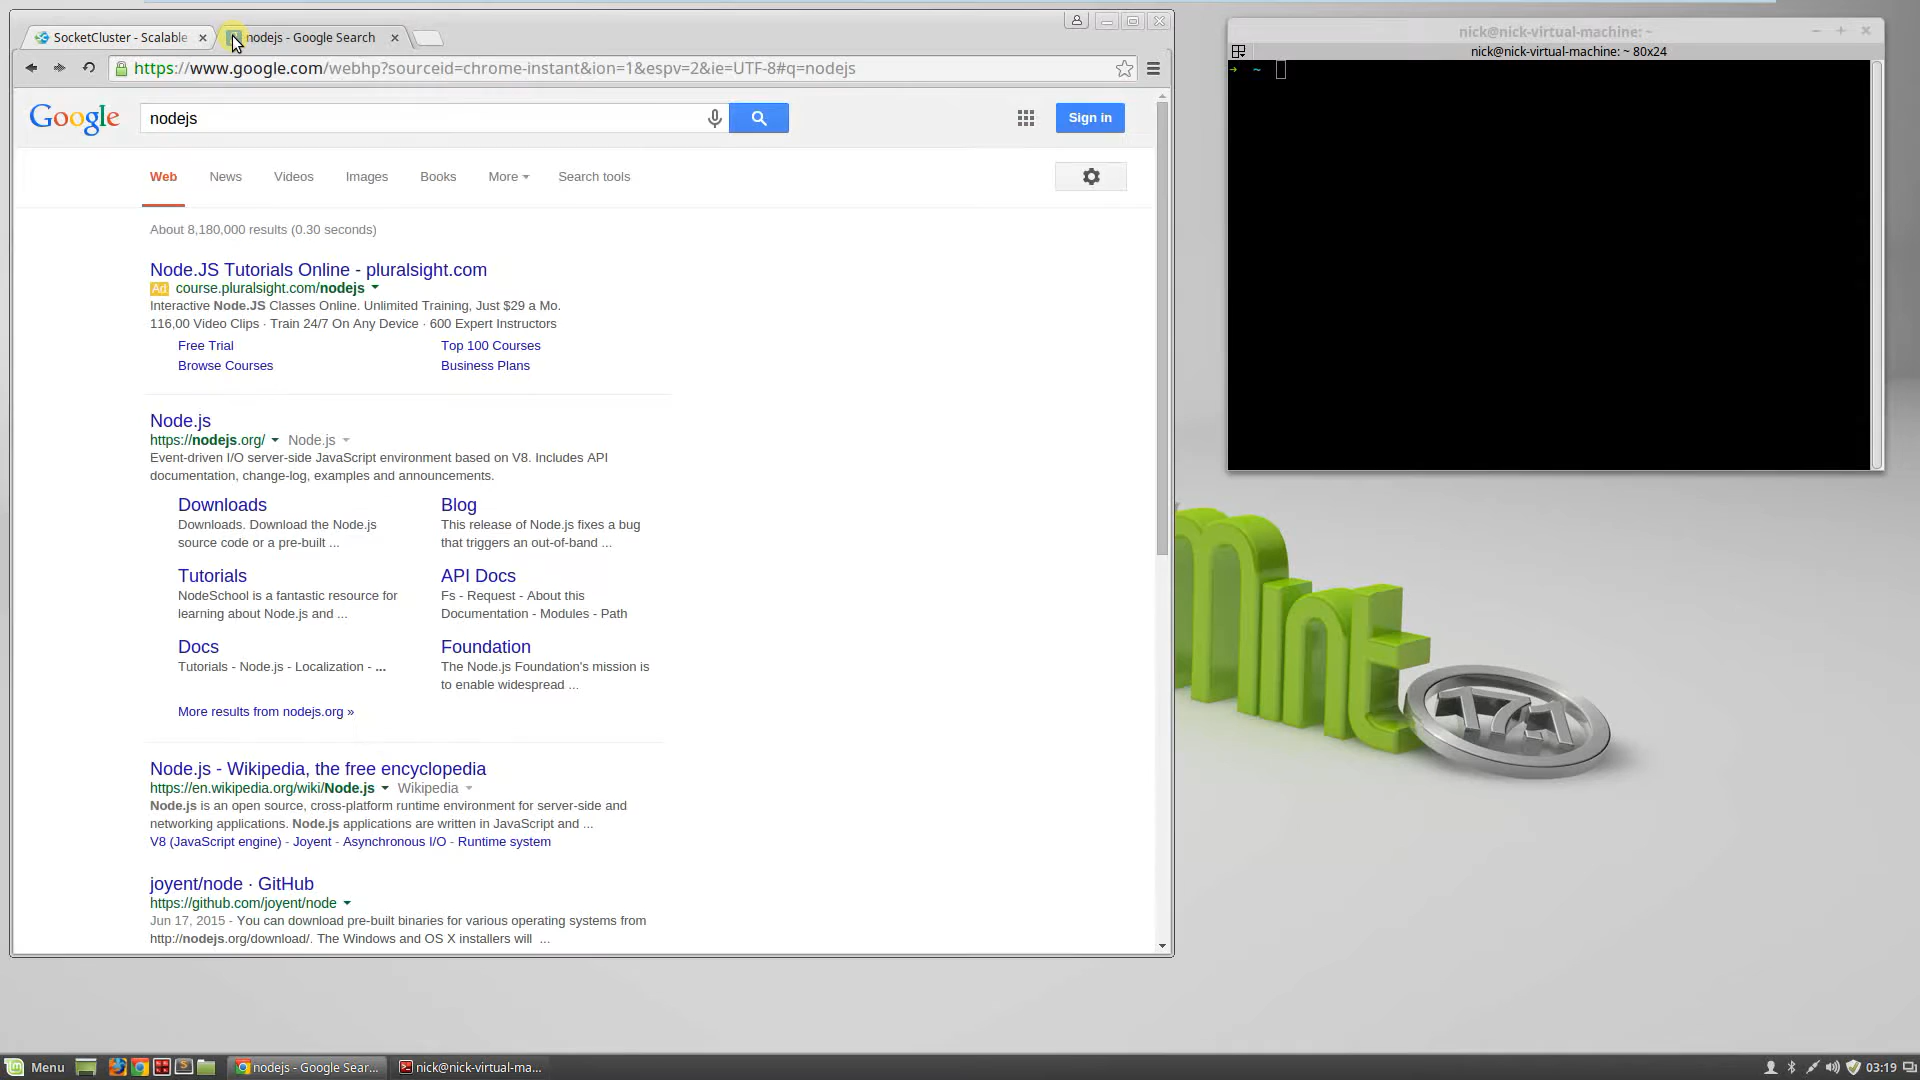 SocketCluster - Scalable
nodejs - Google Search
https://www.google.com/webhp?sourceid=chrome-instant&ion=1&espv=2&ie=UTF-8#q=nodejs
Google
nodejs
Sign in
Web
News
Videos
Images
Books
More
Search tools
About 8,180,000 results (0.30 seconds)
Node.JS Tutorials Online - pluralsight.com
Ad course.pluralsight.com/nodejs
Interactive Node.JS Classes Online. Unlimited Training, Just $29 a Mo.
116,00 Video Clips · Train 24/7 On Any Device · 600 Expert Instructors
Free Trial
Top 100 Courses
Browse Courses
Business Plans
Node.js
https://nodejs.org/ Node.js
Event-driven I/O server-side JavaScript environment based on V8. Includes API
documentation, change-log, examples and announcements.
Downloads
Downloads. Download the Node.js
source code or a pre-built ...
Blog
This release of Node.js fixes a bug
that triggers an out-of-band ...
Tutorials
NodeSchool is a fantastic resource for
learning about Node.js and ...
API Docs
Fs - Request - About this
Documentation - Modules - Path
Docs
Tutorials - Node.js - Localization - ...
Foundation
The Node.js Foundation's mission is
to enable widespread ...
More results from nodejs.org »
Node.js - Wikipedia, the free encyclopedia
https://en.wikipedia.org/wiki/Node.js Wikipedia
Node.js is an open source, cross-platform runtime environment for server-side and
networking applications. Node.js applications are written in JavaScript and ...
V8 (JavaScript engine) - Joyent - Asynchronous I/O - Runtime system
joyent/node · GitHub
https://github.com/joyent/node
Jun 17, 2015 - You can download pre-built binaries for various operating systems from
http://nodejs.org/download/. The Windows and OS X installers will ...
nick@nick-virtual-machine: ~
nick@nick-virtual-machine: ~ 80x24
→ ~
mint
17.1
Menu
nodejs - Google Sear...
nick@nick-virtual-ma...
03:19